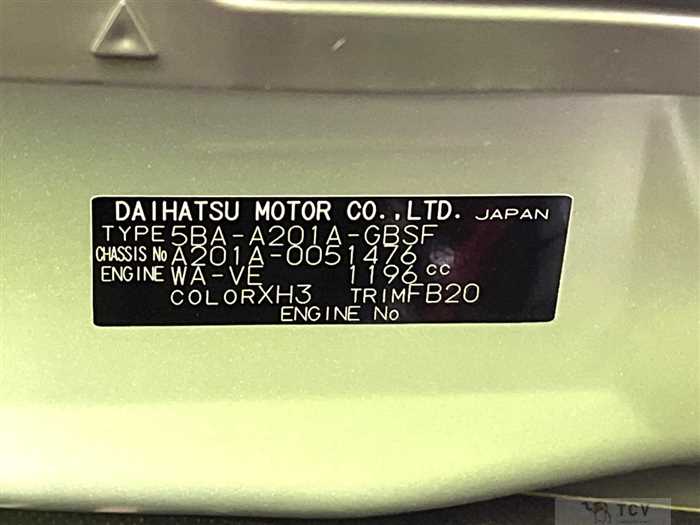 DAIHATSU MOTOR CO.,LTD. JAPAN
TYPE 5BA-A201A-GBSF
CHASSIS No A201A-0051476
ENGINE WA-VE 1196 cc
COLOR XH3 TRIM FB20
ENGINE No
TCV